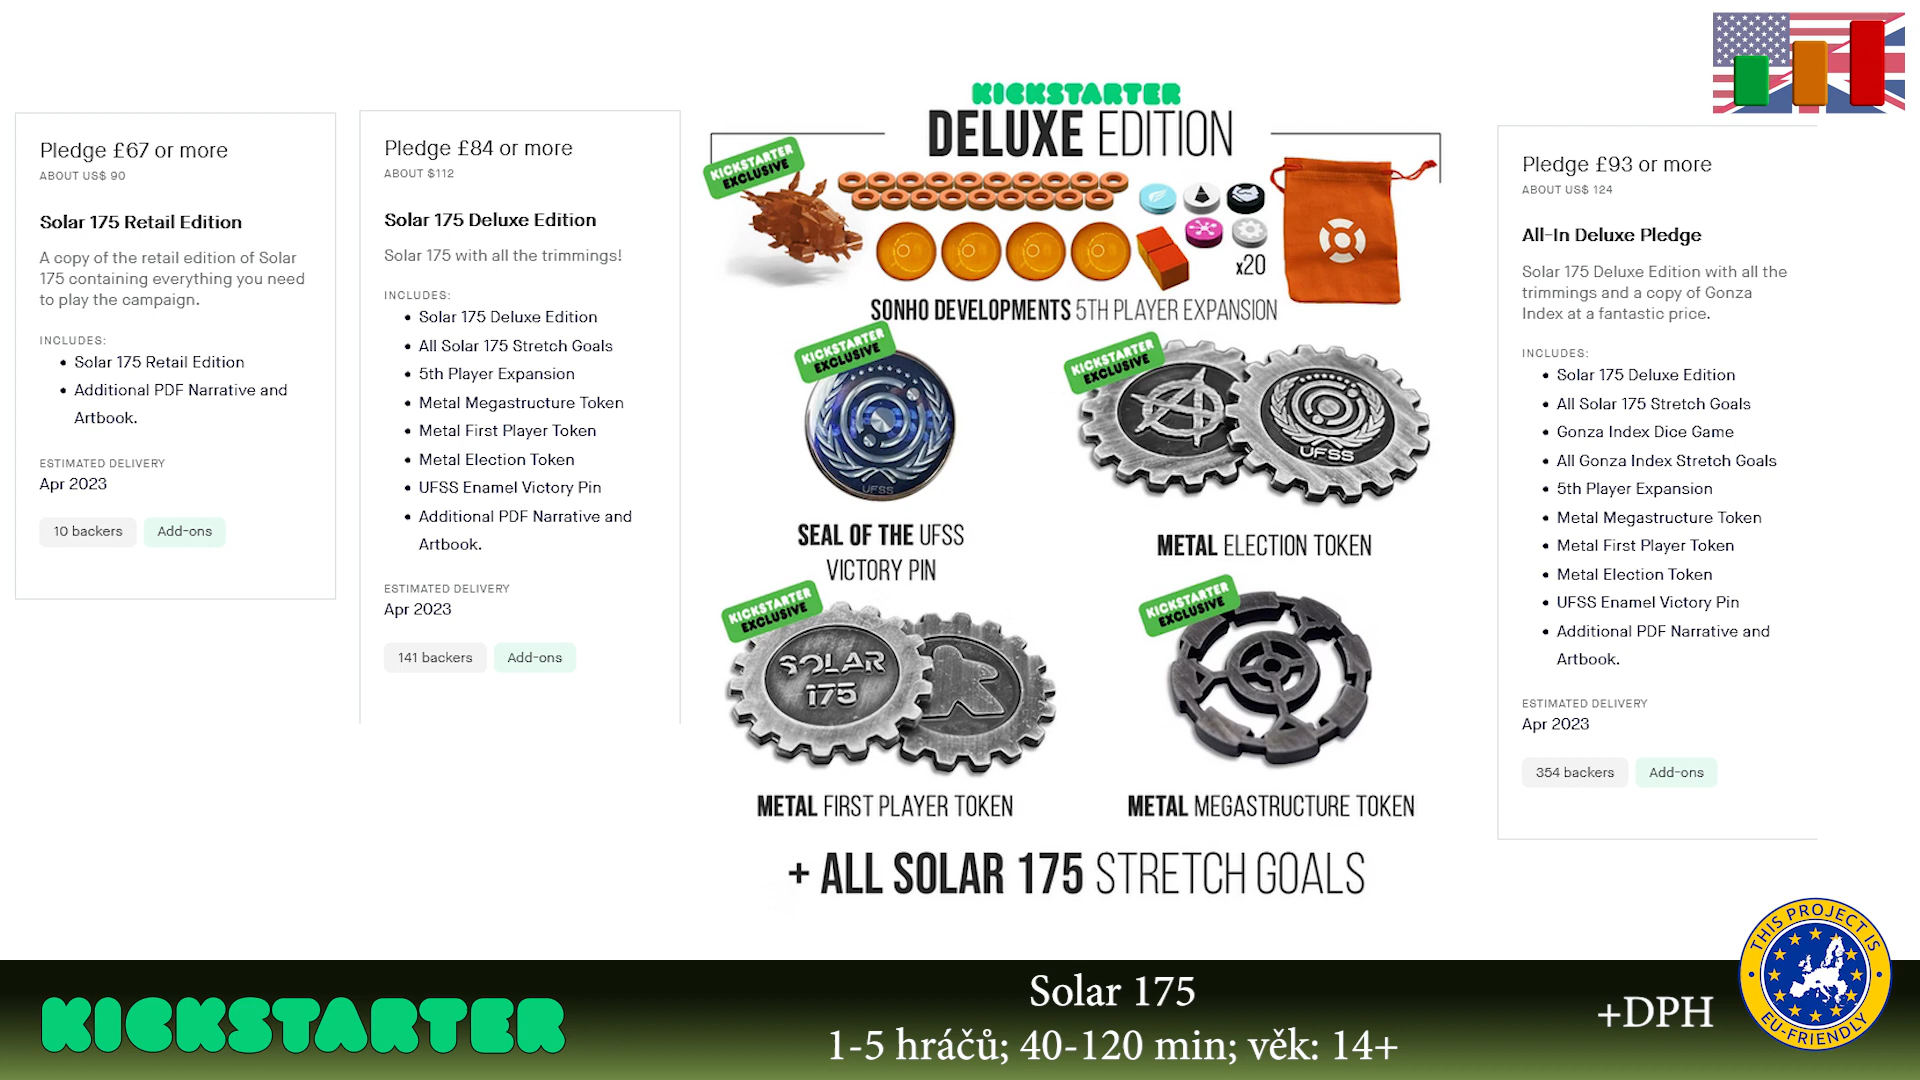 Pledge £67 or more
ABOUT US$ 90
Solar 175 Retail Edition
A copy of the retail edition of Solar
175 containing everything you need
to play the campaign.
INCLUDES:
Solar 175 Retail Edition
Additional PDF Narrative and
Artbook.
ESTIMATED DELIVERY
Apr 2023
10 backers
Add-ons
Pledge £84 or more
ABOUT $112
Solar 175 Deluxe Edition
Solar 175 with all the trimmings!
INCLUDES:
Solar 175 Deluxe Edition
All Solar 175 Stretch Goals
5th Player Expansion
Metal Megastructure Token
Metal First Player Token
Metal Election Token
UFSS Enamel Victory Pin
Additional PDF Narrative and
Artbook.
ESTIMATED DELIVERY
Apr 2023
141 backers
Add-ons
KICKSTARTER
DELUXE EDITION
KICKSTARTER
EXCLUSIVE
x20
SONHO DEVELOPMENTS 5TH PLAYER EXPANSION
KICKSTARTER
EXCLUSIVE
UFSS
SEAL OF THE UFSS
VICTORY PIN
KICKSTARTER
EXCLUSIVE
UFSS
METAL ELECTION TOKEN
KICKSTARTER
EXCLUSIVE
SOLAR
175
METAL FIRST PLAYER TOKEN
KICKSTARTER
EXCLUSIVE
METAL MEGASTRUCTURE TOKEN
+ ALL SOLAR 175 STRETCH GOALS
Pledge £93 or more
ABOUT US$ 124
All-In Deluxe Pledge
Solar 175 Deluxe Edition with all the
trimmings and a copy of Gonza
Index at a fantastic price.
INCLUDES:
Solar 175 Deluxe Edition
All Solar 175 Stretch Goals
Gonza Index Dice Game
All Gonza Index Stretch Goals
5th Player Expansion
Metal Megastructure Token
Metal First Player Token
Metal Election Token
UFSS Enamel Victory Pin
Additional PDF Narrative and
Artbook.
ESTIMATED DELIVERY
Apr 2023
354 backers
Add-ons
KICKSTARTER
Solar 175
1-5 hráčů; 40-120 min; věk: 14+
+DPH
THIS PROJECT IS
EU-FRIENDLY